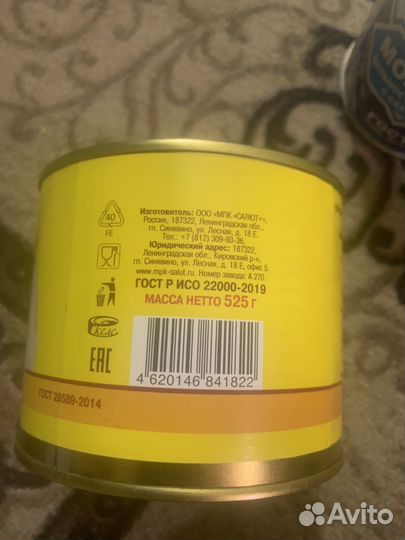 Изготовитель: ООО «МПК «САЛЮТ»,
Россия, 187322, Ленинградская обл.,
гп. Синявино, ул. Лесная, д. 18 Е.
Тел.: +7 (812) 309-93-36.
Юридический адрес: 187322,
Ленинградская обл., Кировский р-н,
гп. Синявино, ул. Лесная, д. 18 Е, офис 5.
www.mpk-salut.ru. Номер завода: А 270.
ГОСТ Р ИСО 22000-2019
МАССА НЕТТО 525 г
40
FE
КЕЛС
EAC
4 620146 841822
ГОСТ 28589-2014
Avito